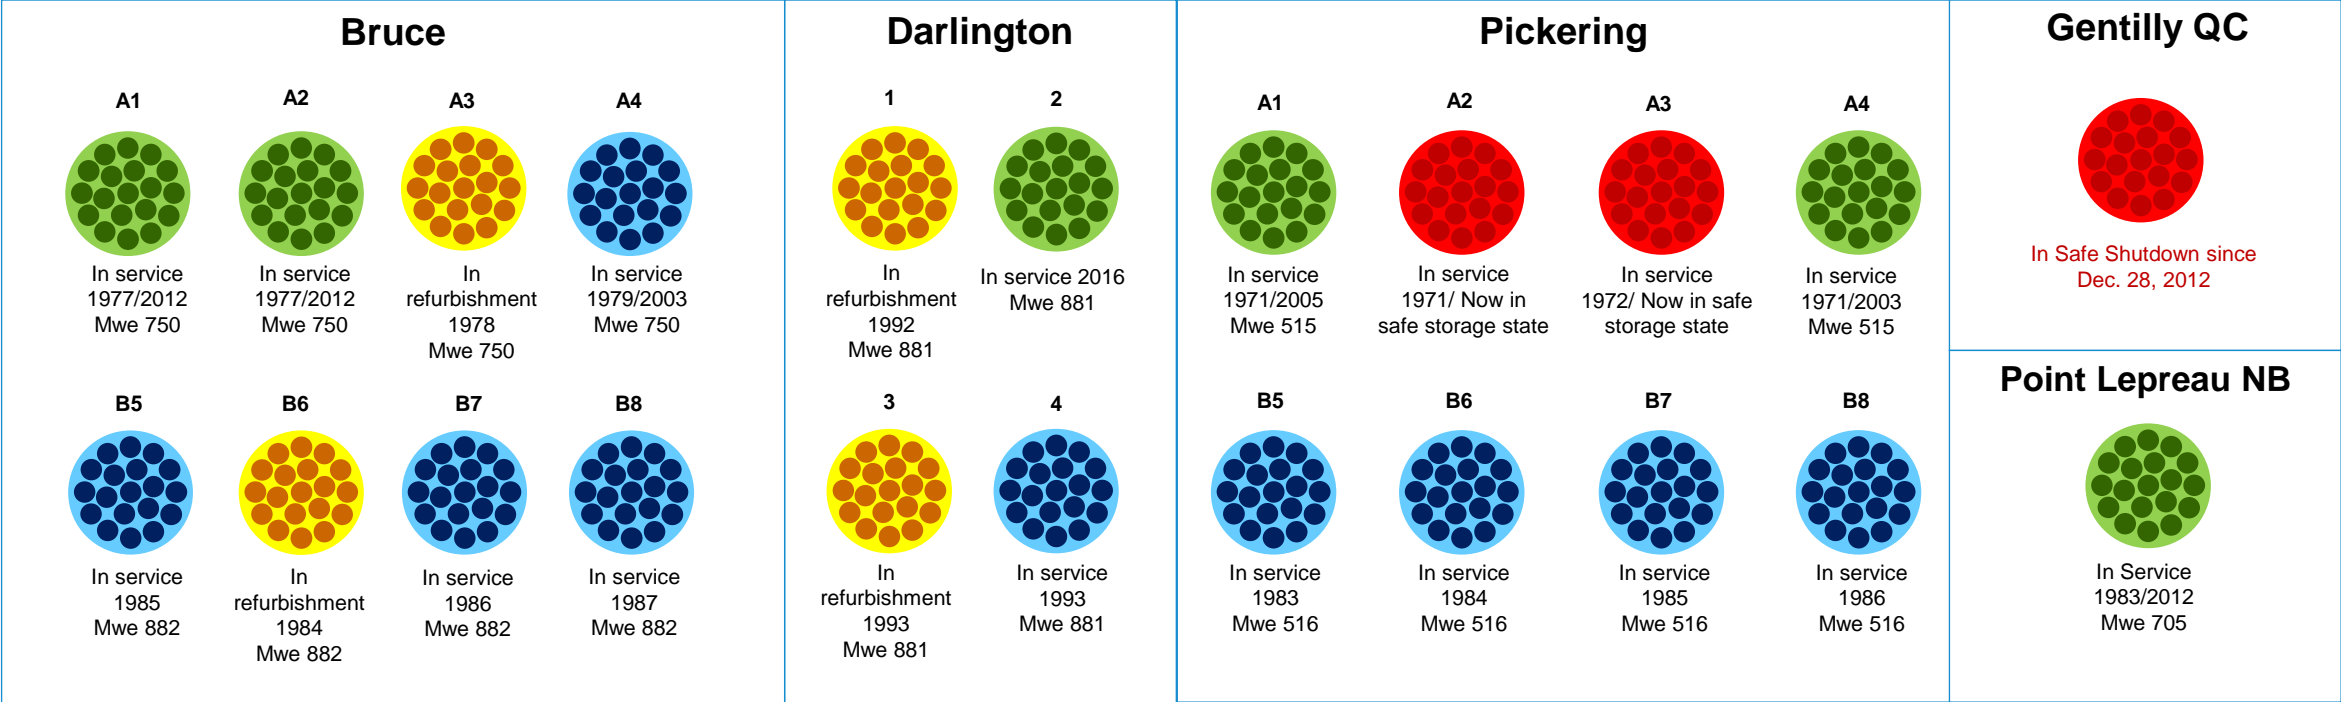 Bruce
A1
In service
1977/2012
Mwe 750
A2
In service
1977/2012
Mwe 750
A3
In
refurbishment
1978
Mwe 750
A4
In service
1979/2003
Mwe 750
B5
In service
1985
Mwe 882
B6
In
refurbishment
1984
Mwe 882
B7
In service
1986
Mwe 882
B8
In service
1987
Mwe 882
Darlington
1
In
refurbishment
1992
Mwe 881
2
In service 2016
Mwe 881
3
In
refurbishment
1993
Mwe 881
4
In service
1993
Mwe 881
Pickering
A1
In service
1971/2005
Mwe 515
A2
In service
1971/ Now in
safe storage state
A3
In service
1972/ Now in safe
storage state
A4
In service
1971/2003
Mwe 515
B5
In service
1983
Mwe 516
B6
In service
1984
Mwe 516
B7
In service
1985
Mwe 516
B8
In service
1986
Mwe 516
Gentilly QC
In Safe Shutdown since
Dec. 28, 2012
Point Lepreau NB
In Service
1983/2012
Mwe 705